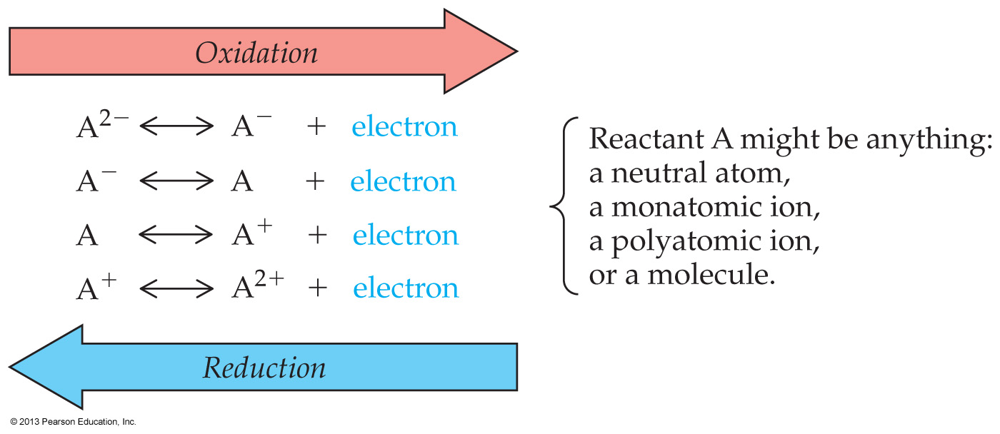 Oxidation
A²⁻ ⟷ A⁻ + electron
A⁻ ⟷ A + electron
A ⟷ A⁺ + electron
A⁺ ⟷ A²⁺ + electron
Reactant A might be anything:
a neutral atom,
a monatomic ion,
a polyatomic ion,
or a molecule.
Reduction
© 2013 Pearson Education, Inc.